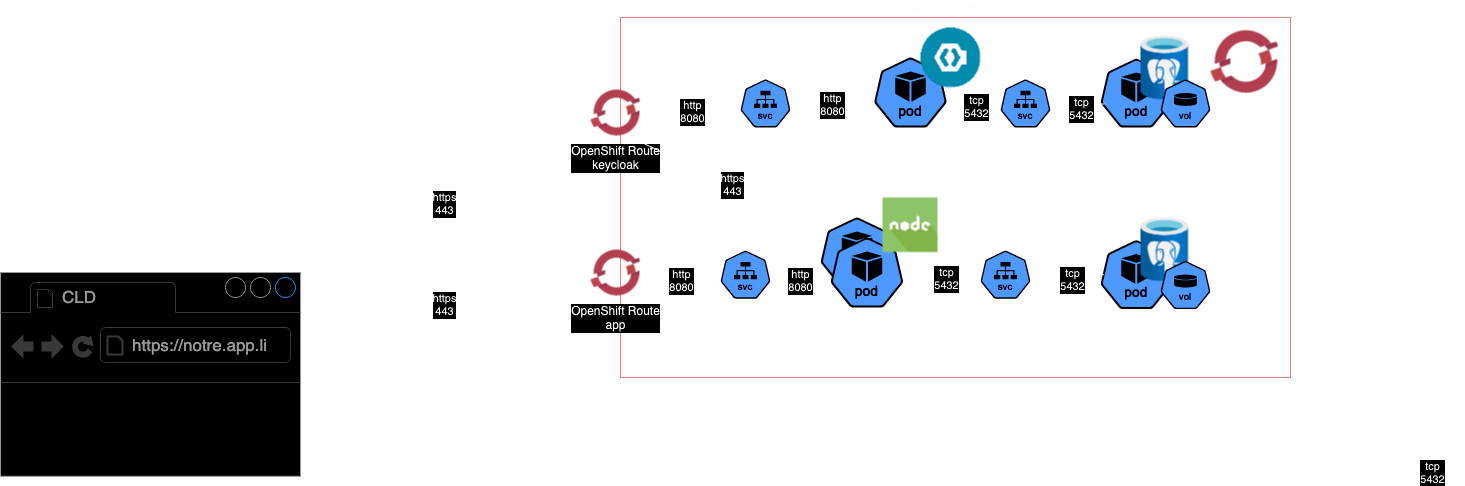 http
8080
svc
http
8080
pod
tcp
5432
svc
tcp
5432
pod
vol
OpenShift Route
keycloak
https
443
https
443
node
http
8080
svc
http
8080
pod
tcp
5432
svc
tcp
5432
pod
vol
OpenShift Route
app
https
443
CLD
https://notre.app.li
tcp
5432